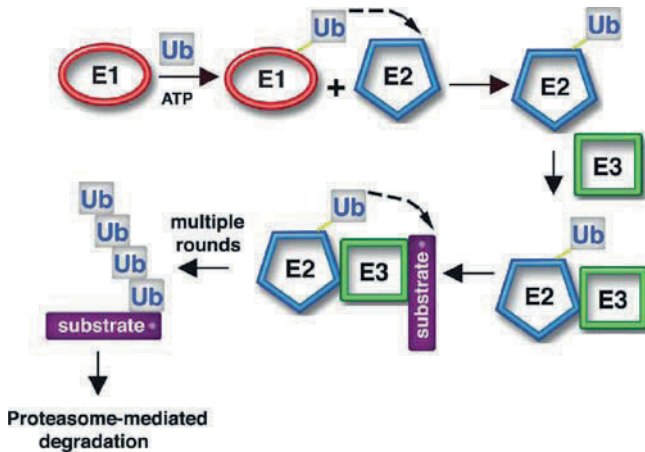 Ub
Ub
E1
ATP
E1
+
E2
E2
Ub
E3
Ub
E2
E3
Ub
E2
E3
substrate
multiple
rounds
Ub
Ub
Ub
Ub
substrate
Proteasome-mediated
degradation